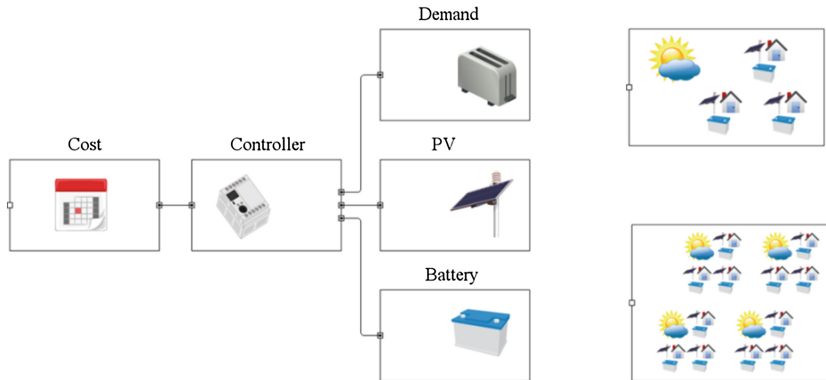 Demand
Cost
Controller
PV
Battery